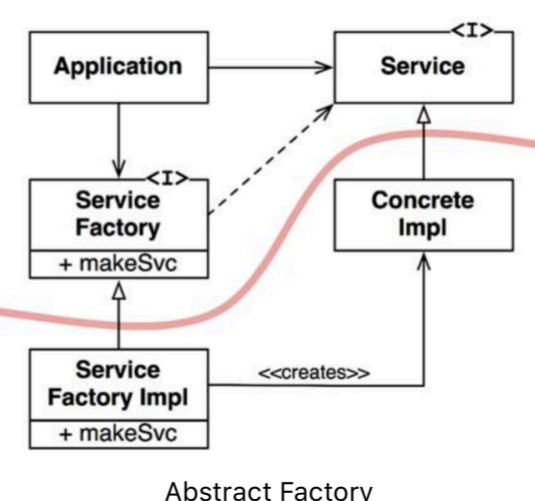 <I>
Application
Service
<I>
Service
Factory
+ makeSvc
Concrete
Impl
Service
Factory Impl
+ makeSvc
<<creates>>
Abstract Factory